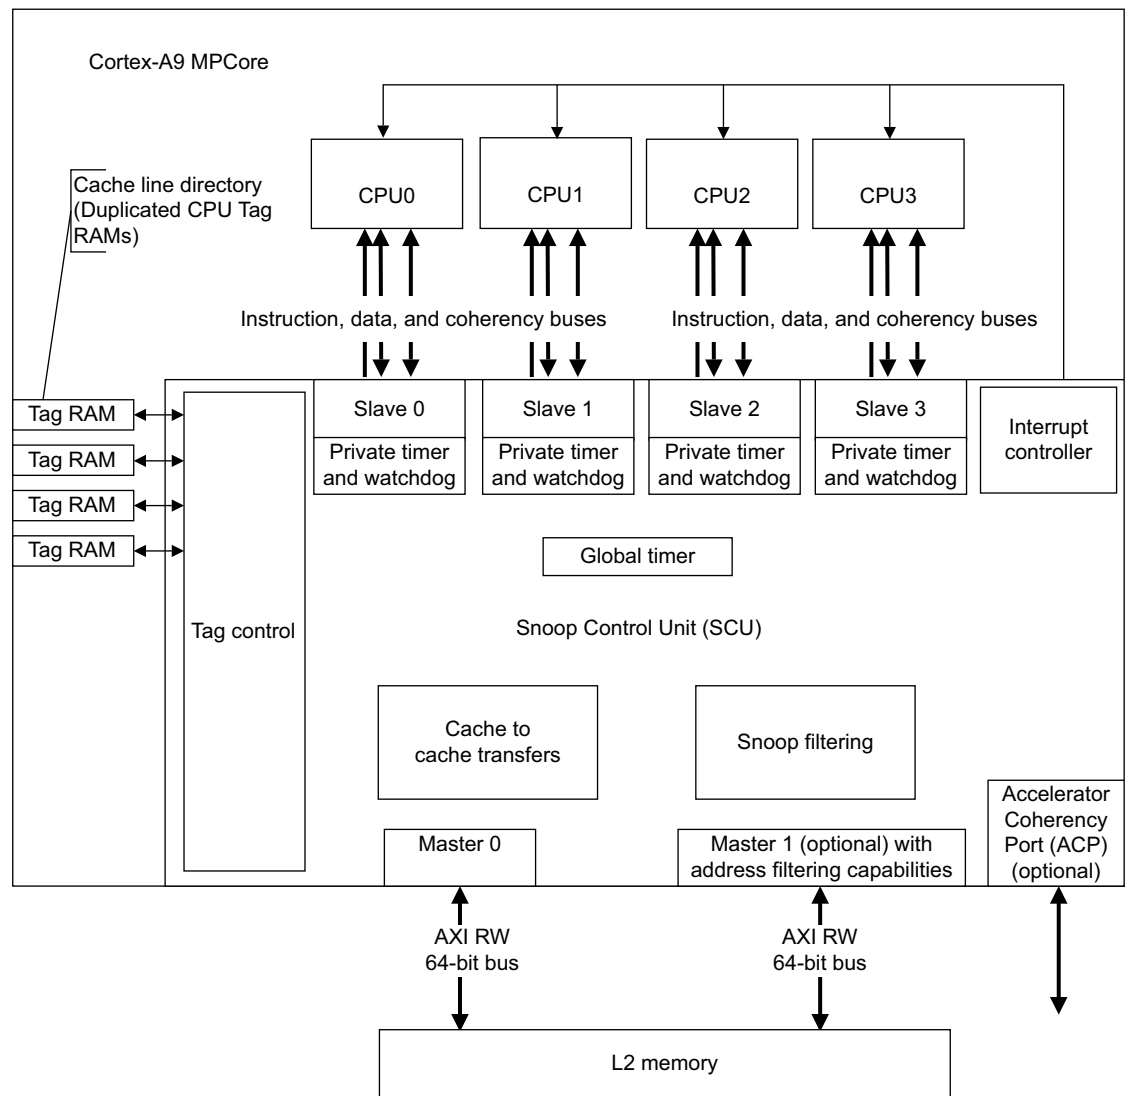 Cortex-A9 MPCore
Cache line directory
(Duplicated CPU Tag
RAMs)
CPU0
CPU1
CPU2
CPU3
Instruction, data, and coherency buses
Instruction, data, and coherency buses
Tag RAM
Tag RAM
Tag RAM
Tag RAM
Tag control
Slave 0
Private timer
and watchdog
Slave 1
Private timer
and watchdog
Slave 2
Private timer
and watchdog
Slave 3
Private timer
and watchdog
Interrupt
controller
Global timer
Snoop Control Unit (SCU)
Cache to
cache transfers
Snoop filtering
Master 0
Master 1 (optional) with
address filtering capabilities
Accelerator
Coherency
Port (ACP)
(optional)
AXI RW
64-bit bus
AXI RW
64-bit bus
L2 memory